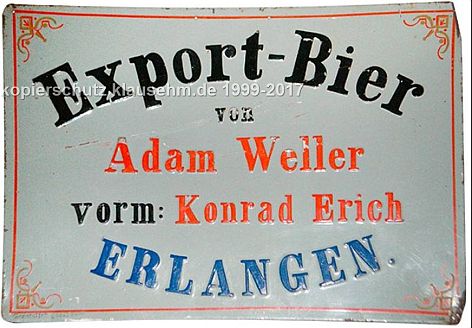 Export-Bier
kopierschutz klausehm.de 1999-2017
von
Adam Weller
vorm: Konrad Erich
ERLANGEN.